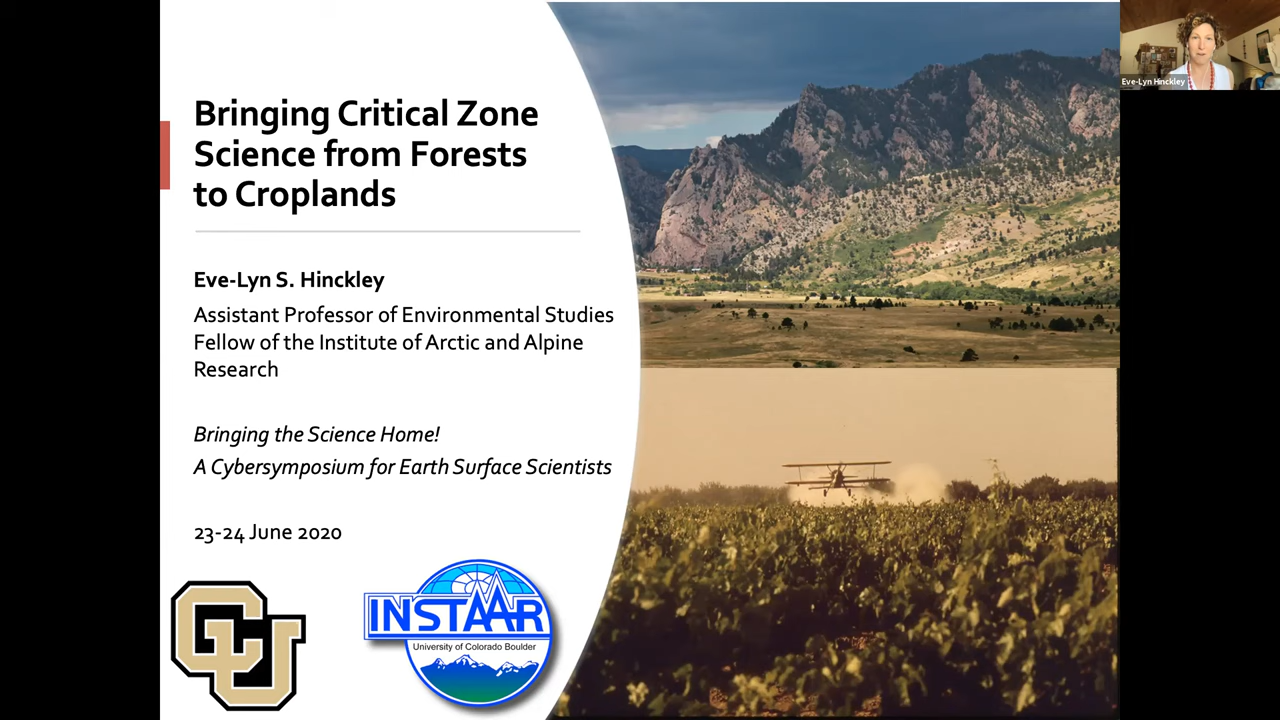 Bringing Critical Zone
Science from Forests
to Croplands
Eve-Lyn S. Hinckley
Assistant Professor of Environmental Studies
Fellow of the Institute of Arctic and Alpine
Research
Bringing the Science Home!
A Cybersymposium for Earth Surface Scientists
23-24 June 2020
CU
INSTAAR
University of Colorado Boulder
Eve-Lyn Hinckley